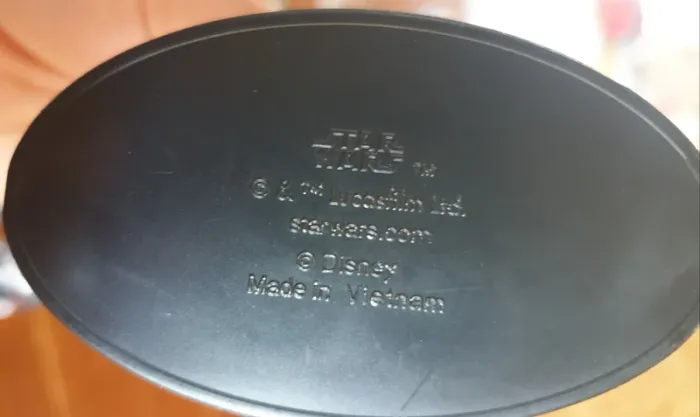 STAR
WARS ™
© & ™ Lucasfilm Ltd.
starwars.com
© Disney
Made in Vietnam